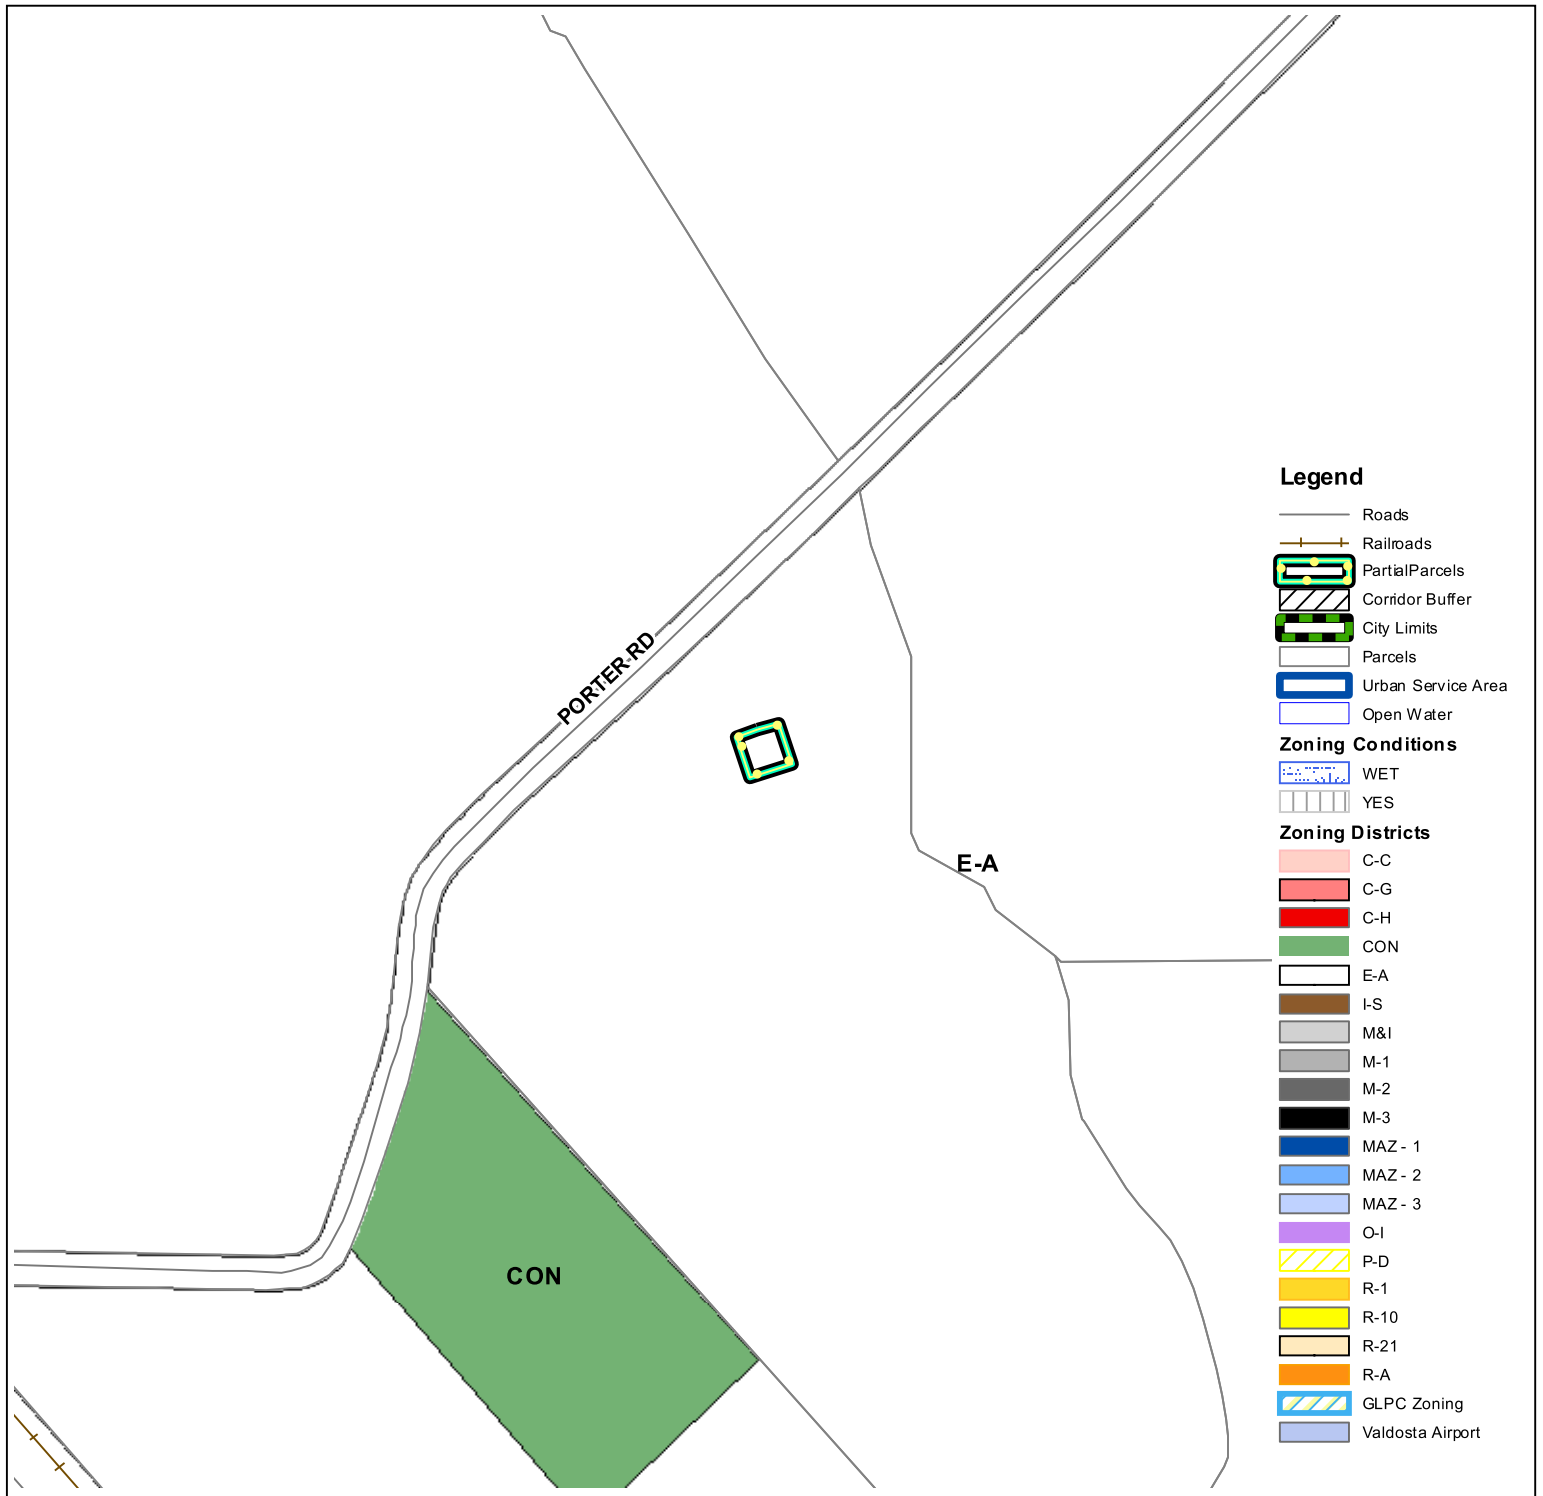 PORTER RD
E-A
CON
Legend
Roads
Railroads
PartialParcels
Corridor Buffer
City Limits
Parcels
Urban Service Area
Open Water
Zoning Conditions
WET
YES
Zoning Districts
C-C
C-G
C-H
CON
E-A
I-S
M&I
M-1
M-2
M-3
MAZ - 1
MAZ - 2
MAZ - 3
O-I
P-D
R-1
R-10
R-21
R-A
GLPC Zoning
Valdosta Airport